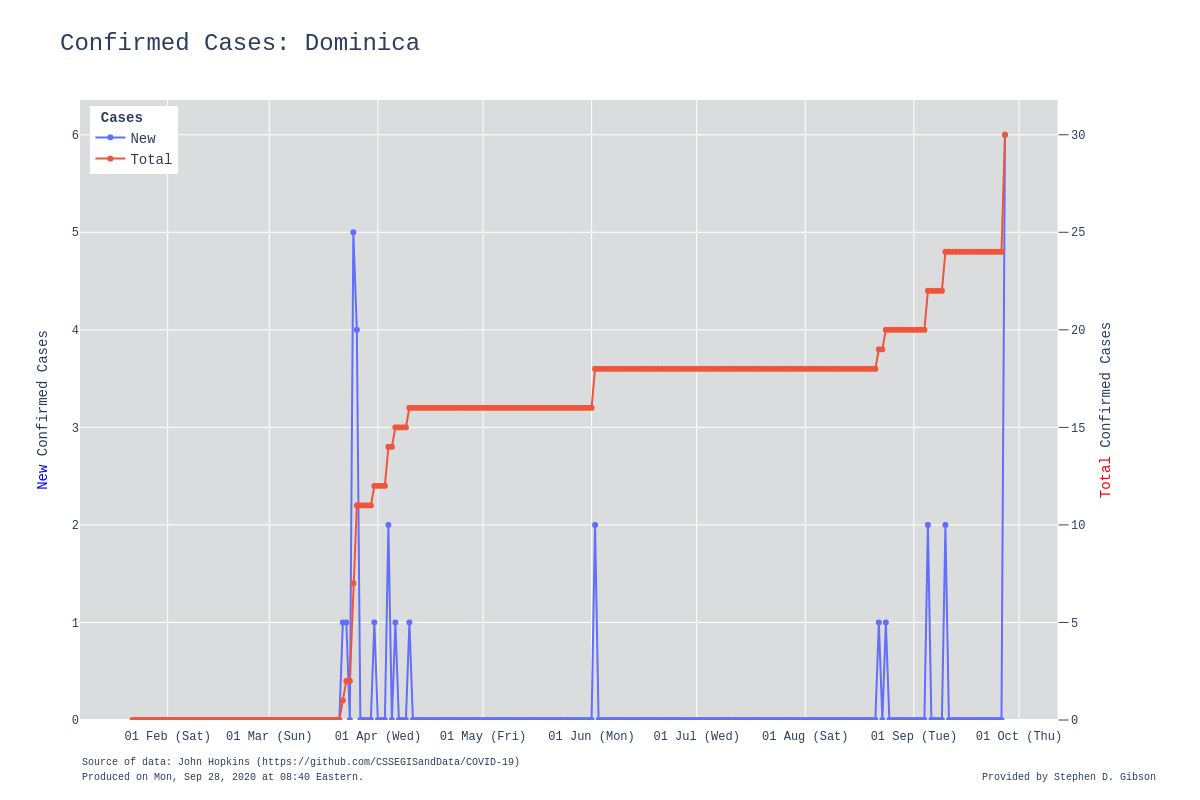 Confirmed Cases: Dominica
Cases
New
Total
6
5
4
3
2
1
0
30
25
20
15
10
5
0
New Confirmed Cases
Total Confirmed Cases
01 Feb (Sat) 01 Mar (Sun) 01 Apr (Wed) 01 May (Fri) 01 Jun (Mon) 01 Jul (Wed) 01 Aug (Sat) 01 Sep (Tue) 01 Oct (Thu)
Source of data: John Hopkins (https://github.com/CSSEGISandData/COVID-19)
Produced on Mon, Sep 28, 2020 at 08:40 Eastern.
Provided by Stephen D. Gibson